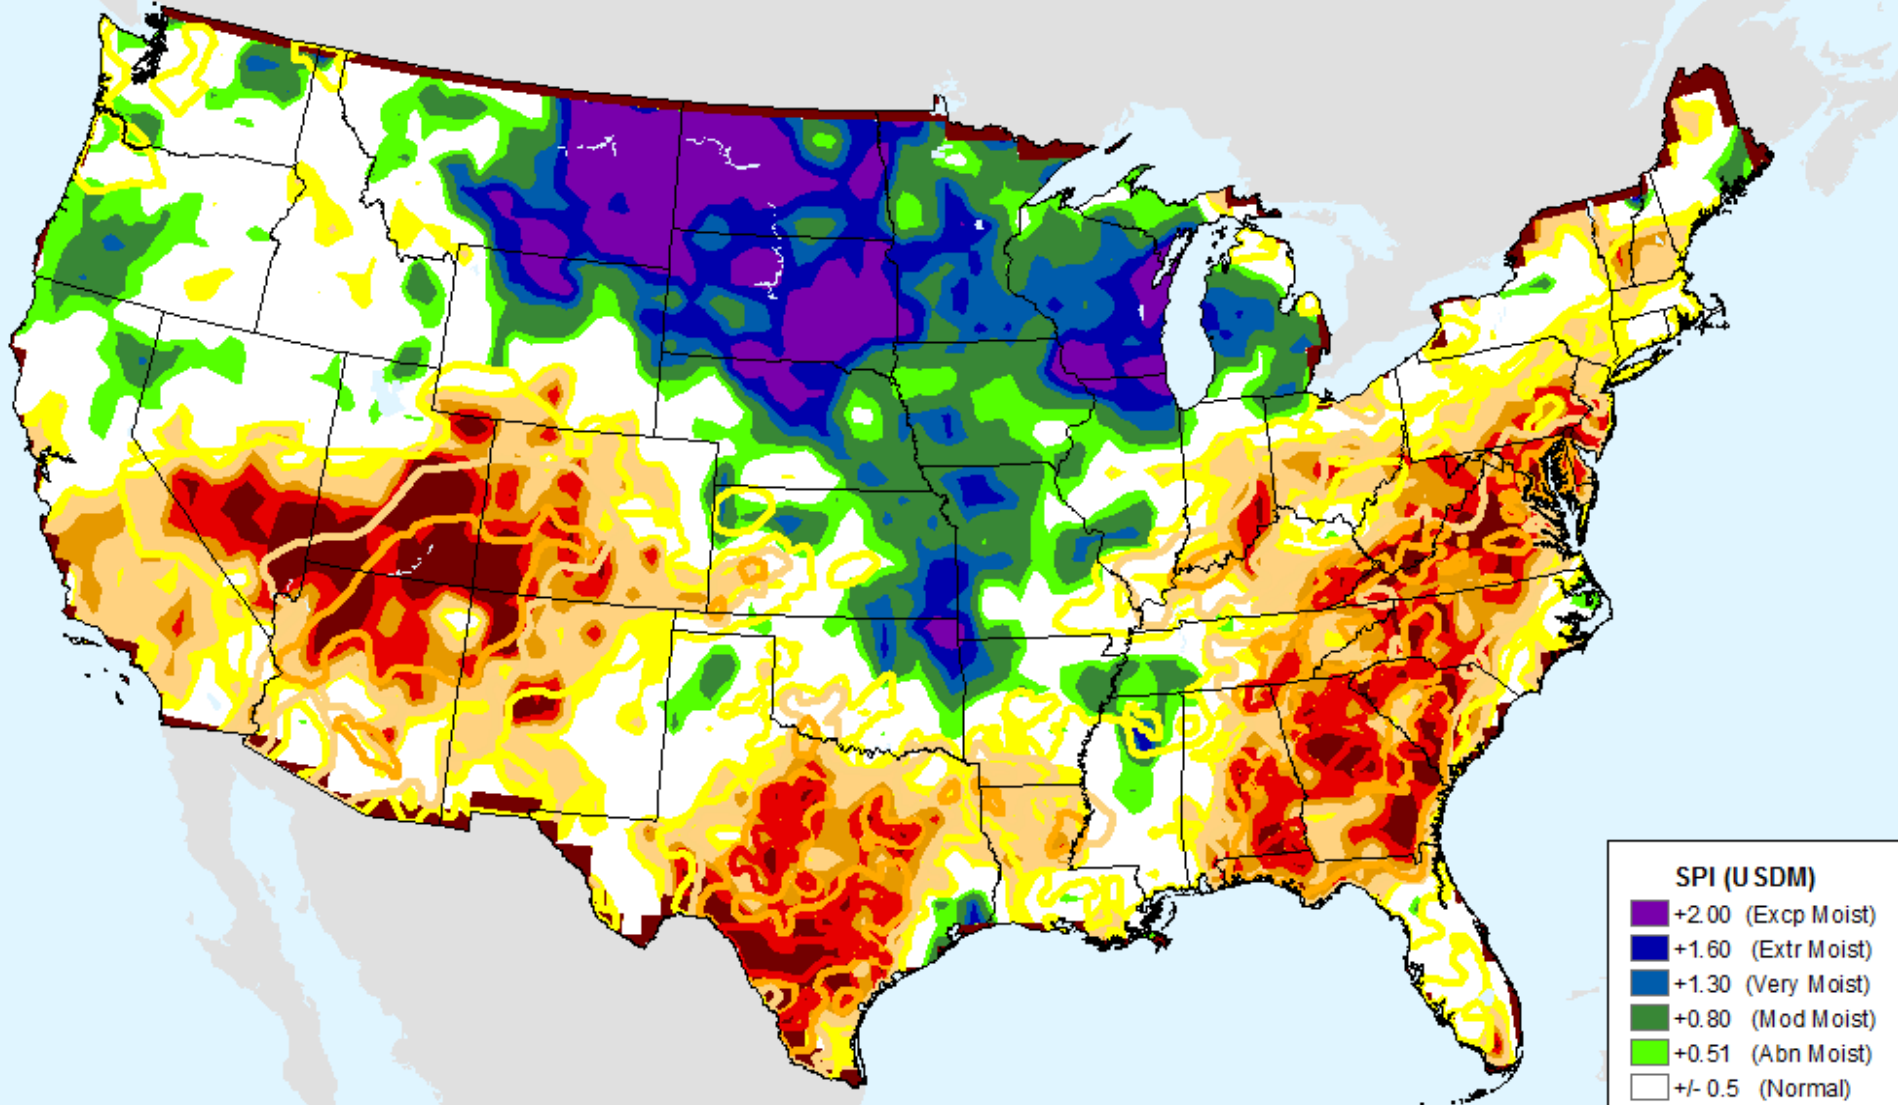 SPI (USDM)
+2.00 (Excp Moist)
+1.60 (Extr Moist)
+1.30 (Very Moist)
+0.80 (Mod Moist)
+0.51 (Abn Moist)
+/- 0.5 (Normal)